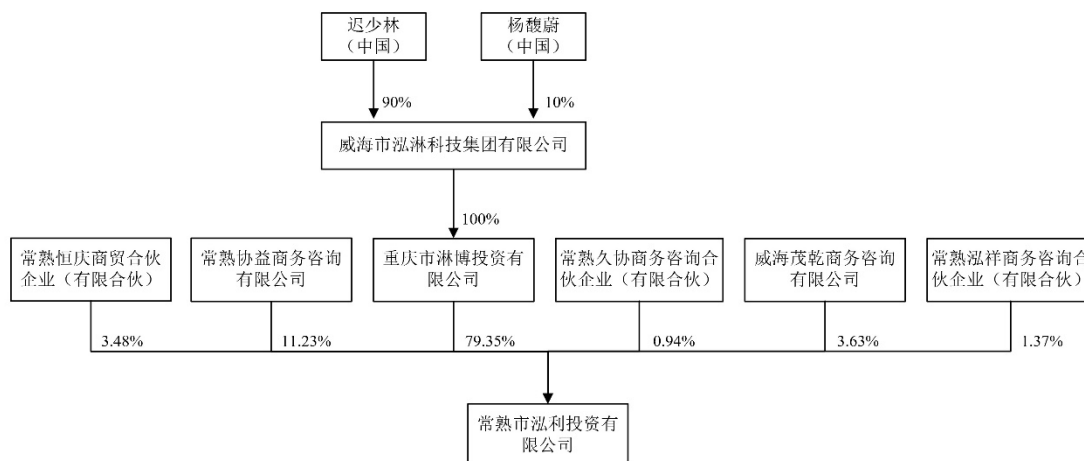 迟少林
（中国）
杨馥蔚
（中国）
90%
10%
威海市泓淋科技集团有限公司
100%
常熟恒庆商贸合伙
企业（有限合伙）
常熟协益商务咨询
有限公司
重庆市淋博投资有
限公司
常熟久协商务咨询合
伙企业（有限合伙）
威海茂乾商务咨询
有限公司
常熟泓祥商务咨询合
伙企业（有限合伙）
3.48%
11.23%
79.35%
0.94%
3.63%
1.37%
常熟市泓利投资有
限公司